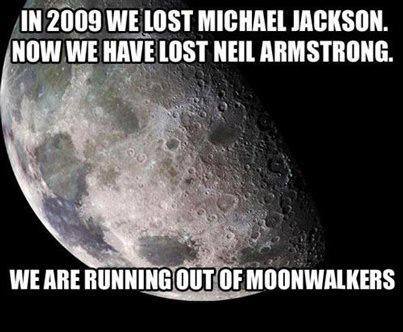 IN 2009 WE LOST MICHAEL JACKSON.
NOW WE HAVE LOST NEIL ARMSTRONG.
WE ARE RUNNING OUT OF MOONWALKERS